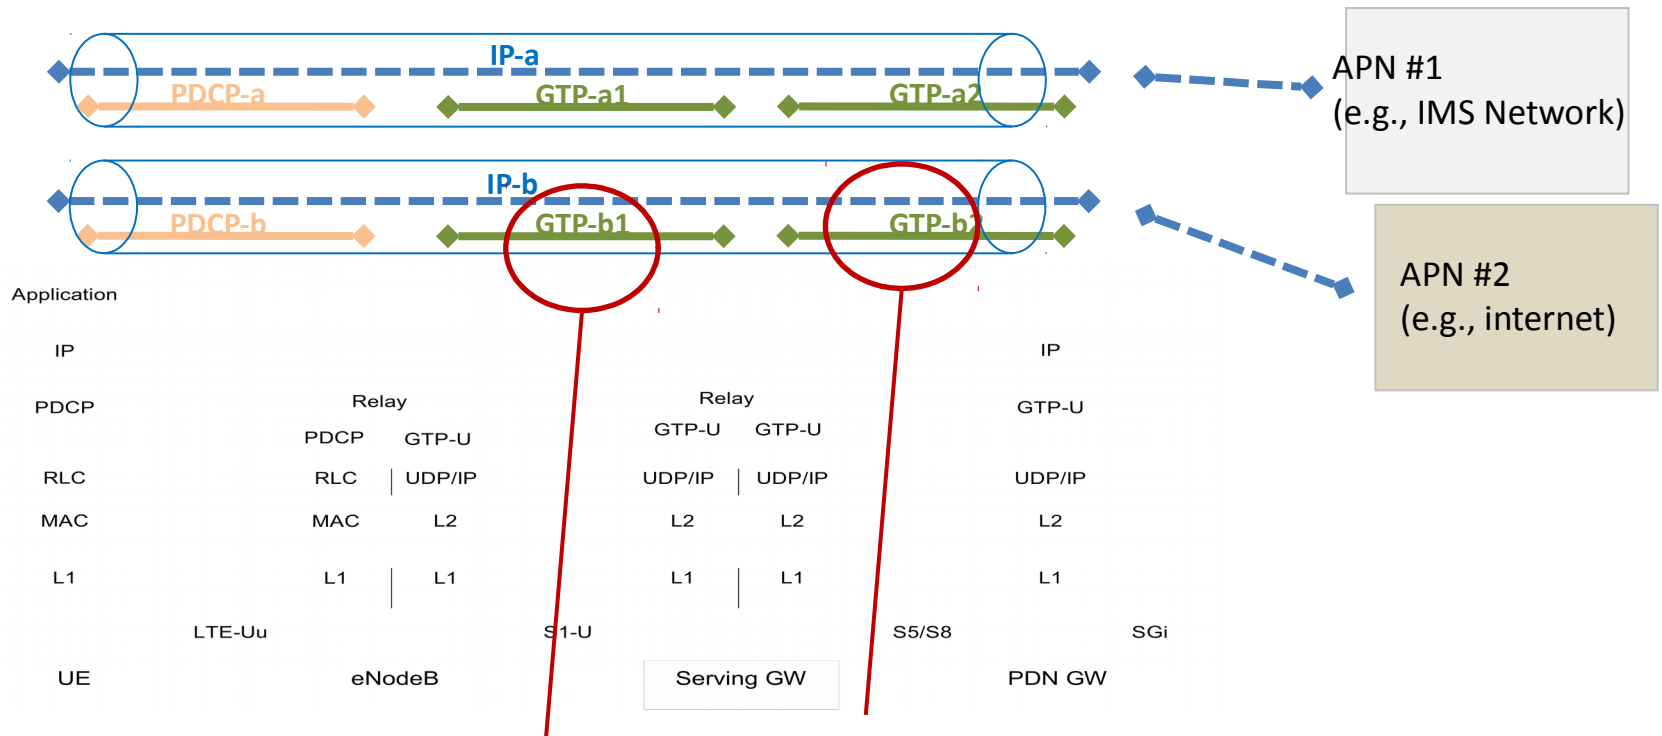 IP-a
PDCP-a GTP-a1 GTP-a2
APN #1
(e.g., IMS Network)
IP-b
PDCP-b GTP-b1 GTP-b2
APN #2
(e.g., internet)
Application
IP IP
PDCP Relay Relay GTP-U
PDCP GTP-U GTP-U GTP-U
RLC RLC UDP/IP UDP/IP UDP/IP UDP/IP
MAC MAC L2 L2 L2 L2
L1 L1 L1 L1 L1 L1
LTE-Uu S1-U S5/S8 SGi
UE eNodeB Serving GW PDN GW